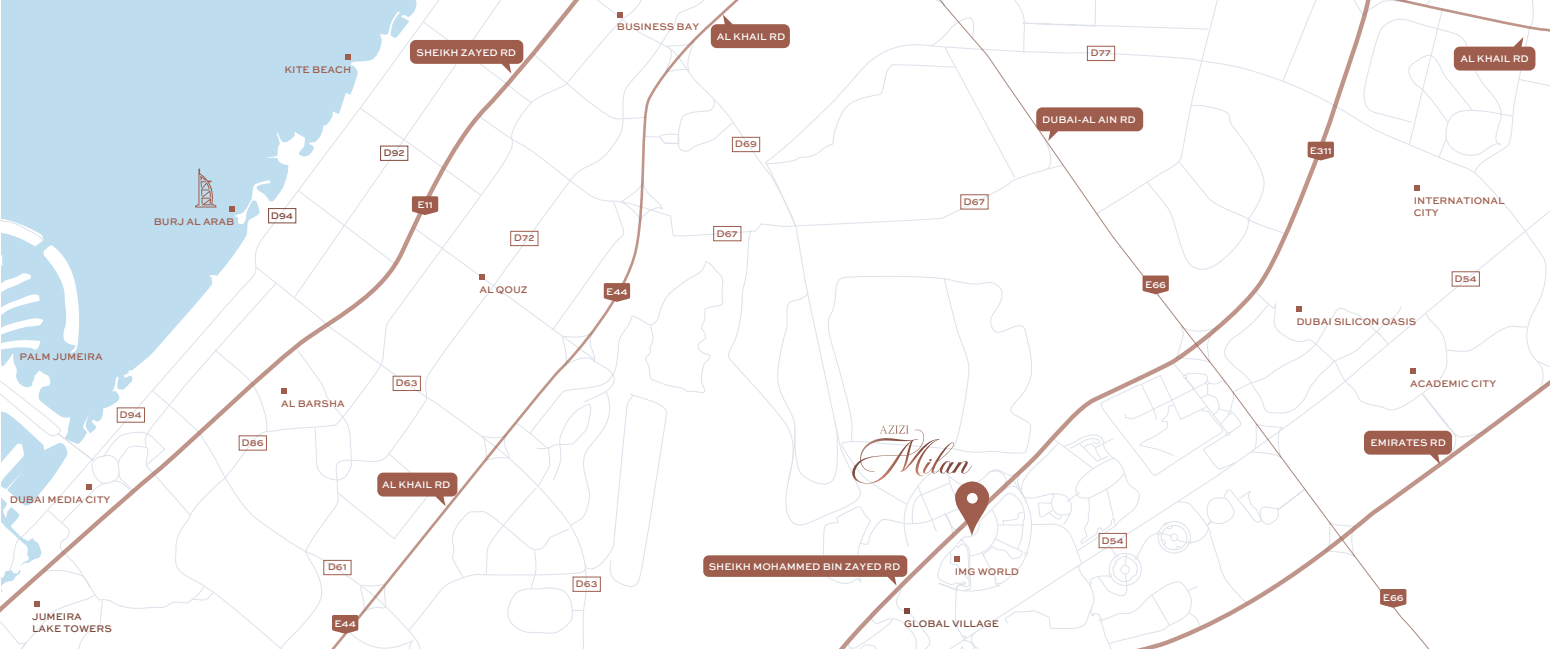 BUSINESS BAY
AL KHAIL RD
SHEIKH ZAYED RD
D77
AL KHAIL RD
KITE BEACH
DUBAI-AL AIN RD
D92
D69
E311
BURJ AL ARAB
D94
E11
D67
INTERNATIONAL
CITY
D72
D67
AL QOUZ
E44
E66
D54
DUBAI SILICON OASIS
PALM JUMEIRA
D63
ACADEMIC CITY
AL BARSHA
D94
D86
AZIZI
Milan
EMIRATES RD
AL KHAIL RD
DUBAI MEDIA CITY
D54
D61
SHEIKH MOHAMMED BIN ZAYED RD
IMG WORLD
D63
E66
JUMEIRA
LAKE TOWERS
E44
GLOBAL VILLAGE